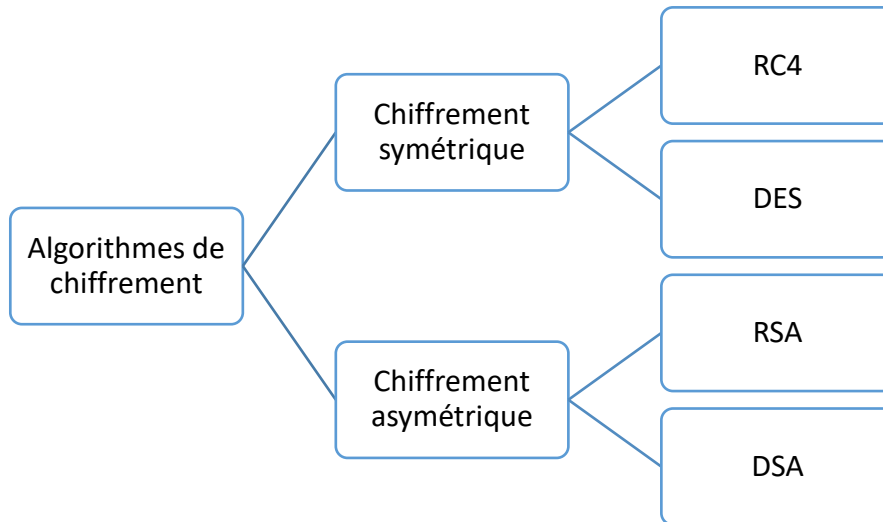 Algorithmes de
chiffrement
Chiffrement
symétrique
RC4
DES
Chiffrement
asymétrique
RSA
DSA